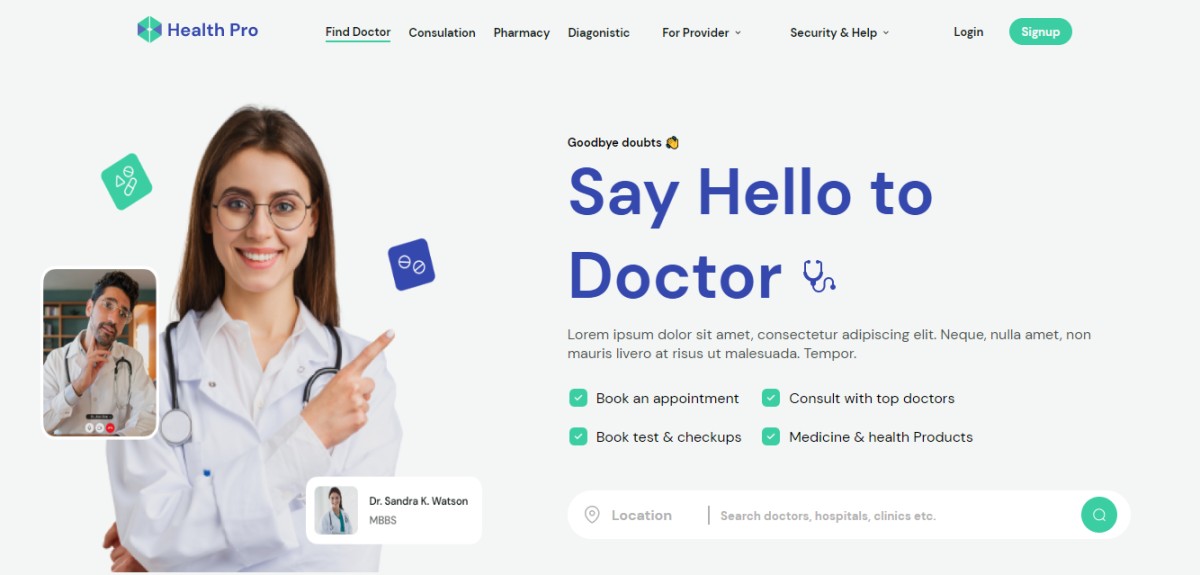 Health Pro
Find Doctor
Consulation
Pharmacy
Diagonistic
For Provider
Security & Help
Login
Signup
Goodbye doubts
Say Hello to
Doctor
Lorem ipsum dolor sit amet, consectetur adipiscing elit. Neque, nulla amet, non
mauris livero at risus ut malesuada. Tempor.
Book an appointment
Consult with top doctors
Book test & checkups
Medicine & health Products
Dr. Sandra K. Watson
MBBS
Location
Search doctors, hospitals, clinics etc.